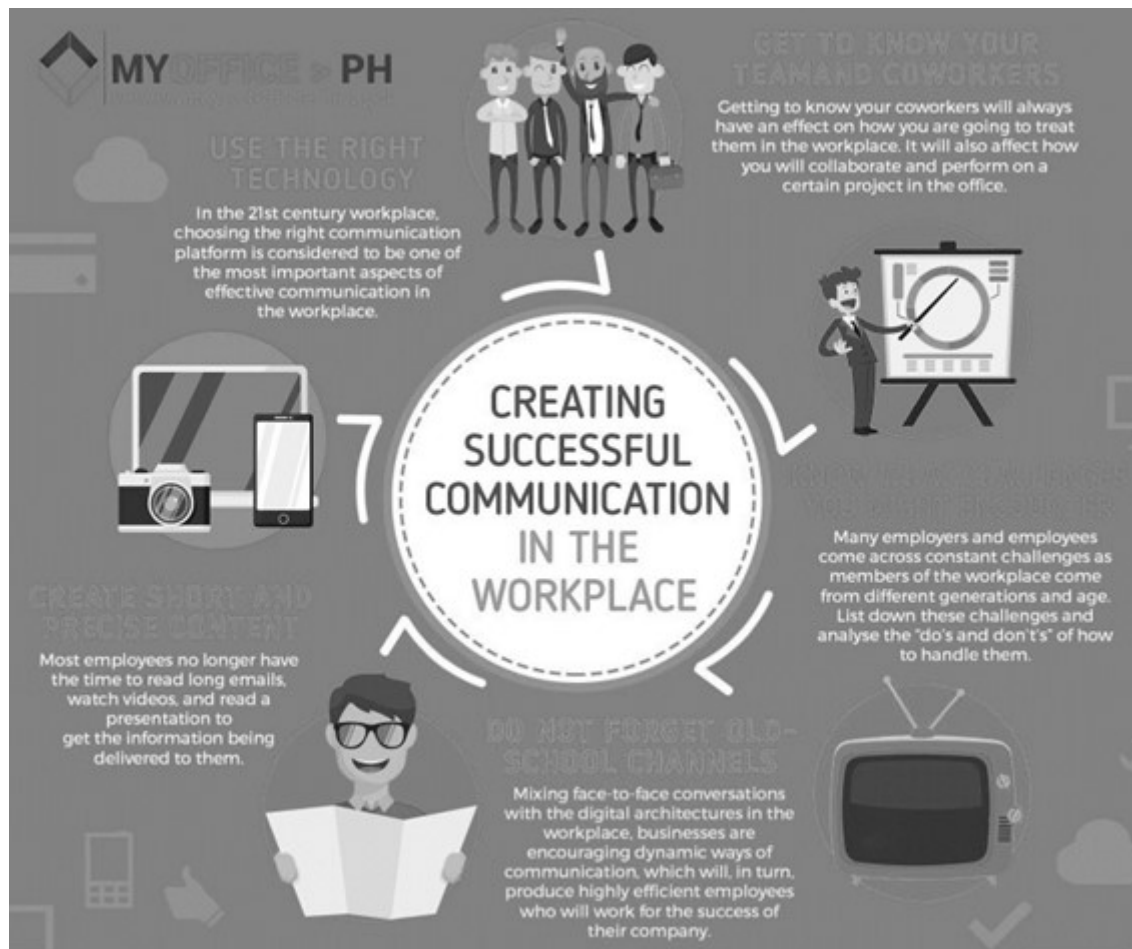 MYOFFICE PH
GET TO KNOW YOUR
TEAMAND COWORKERS
Getting to know your coworkers will always
have an effect on how you are going to treat
them in the workplace. It will also affect how
you will collaborate and perform on a
certain project in the office.
USE THE RIGHT
TECHNOLOGY
In the 21st century workplace,
choosing the right communication
platform is considered to be one of
the most important aspects of
effective communication in
the workplace.
CREATING
SUCCESSFUL
COMMUNICATION
IN THE
WORKPLACE
Many employers and employees
come across constant challenges as
members of the workplace come
from different generations and age.
List down these challenges and
analyse the "do's and don't's" of how
to handle them.
CREATE SHORT AND
PRECISE CONTENT
Most employees no longer have
the time to read long emails,
watch videos, and read a
presentation to
get the information being
delivered to them.
DO NOT FORGET OLD-
SCHOOL CHANNELS
Mixing face-to-face conversations
with the digital architectures in the
workplace, businesses are
encouraging dynamic ways of
communication, which will, in turn,
produce highly efficient employees
who will work for the success of
their company.